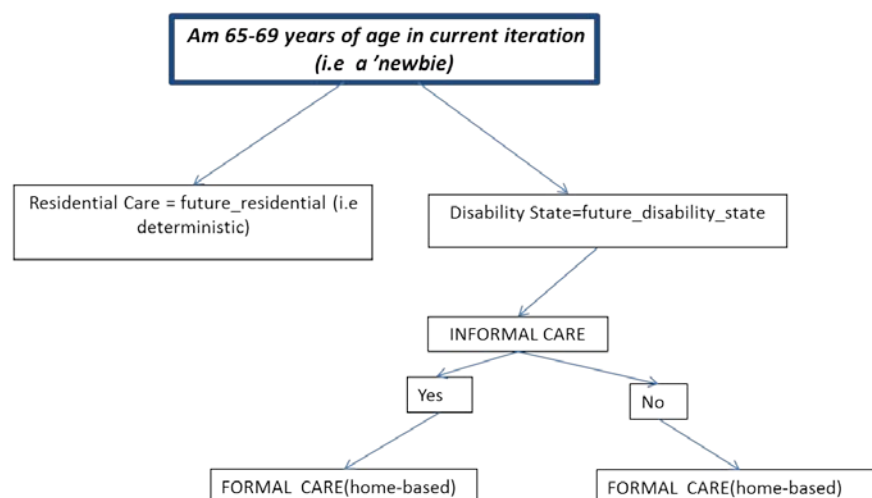 Am 65-69 years of age in current iteration
(i.e  a ’newbie)
Residential Care = future_residential (i.e
deterministic)
Disability State=future_disability_state
INFORMAL CARE
Yes
No
FORMAL CARE(home-based)
FORMAL CARE(home-based)